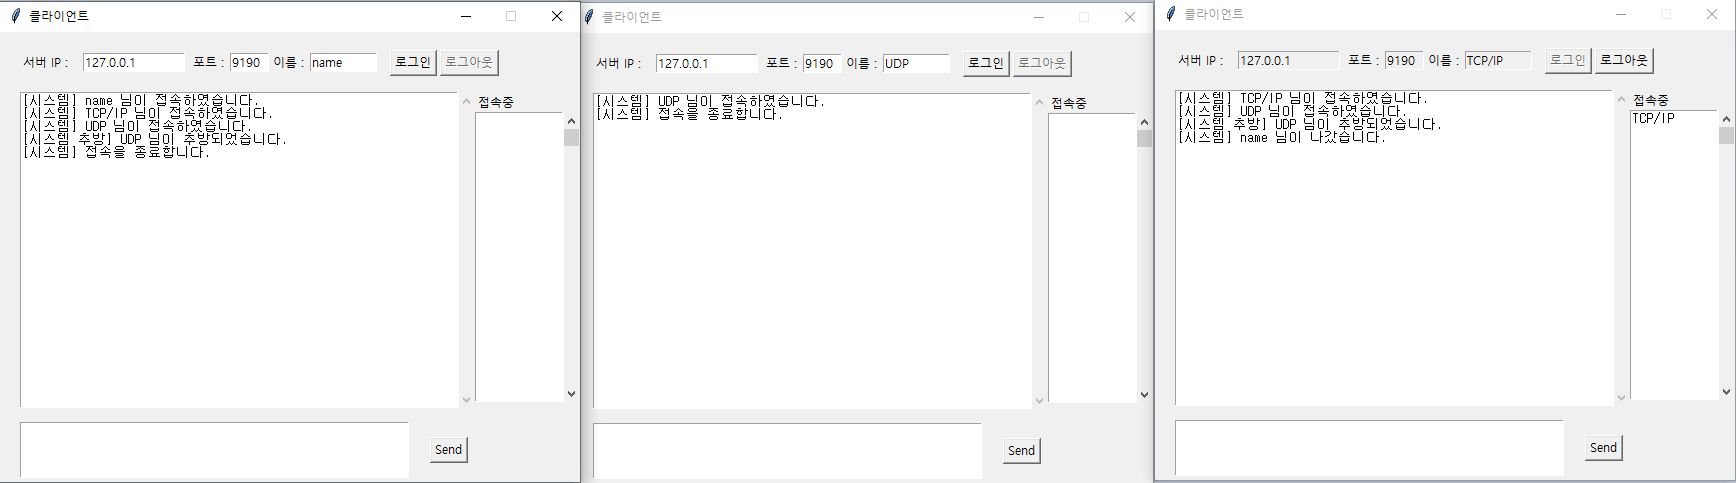 클라이언트
서버 IP : 127.0.0.1 포트 : 9190 이름 : name 로그인 로그아웃
[시스템] name 님이 접속하였습니다.
[시스템] TCP/IP 님이 접속하였습니다.
[시스템] UDP 님이 접속하였습니다.
[시스템 추방] UDP 님이 추방되었습니다.
[시스템] 접속을 종료합니다.
접속중
Send
클라이언트
서버 IP : 127.0.0.1 포트 : 9190 이름 : UDP 로그인 로그아웃
[시스템] UDP 님이 접속하였습니다.
[시스템] 접속을 종료합니다.
접속중
Send
클라이언트
서버 IP : 127.0.0.1 포트 : 9190 이름 : TCP/IP 로그인 로그아웃
[시스템] TCP/IP 님이 접속하였습니다.
[시스템] UDP 님이 접속하였습니다.
[시스템 추방] UDP 님이 추방되었습니다.
[시스템] name 님이 나갔습니다.
접속중
TCP/IP
Send